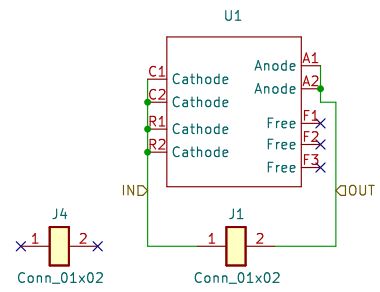 U1
C1 Cathode Anode A1
C2 Cathode Anode A2
R1 Cathode Free F1
R2 Cathode Free F2
Free F3
IN OUT
J4 J1
1 2 1 2
Conn_01x02 Conn_01x02